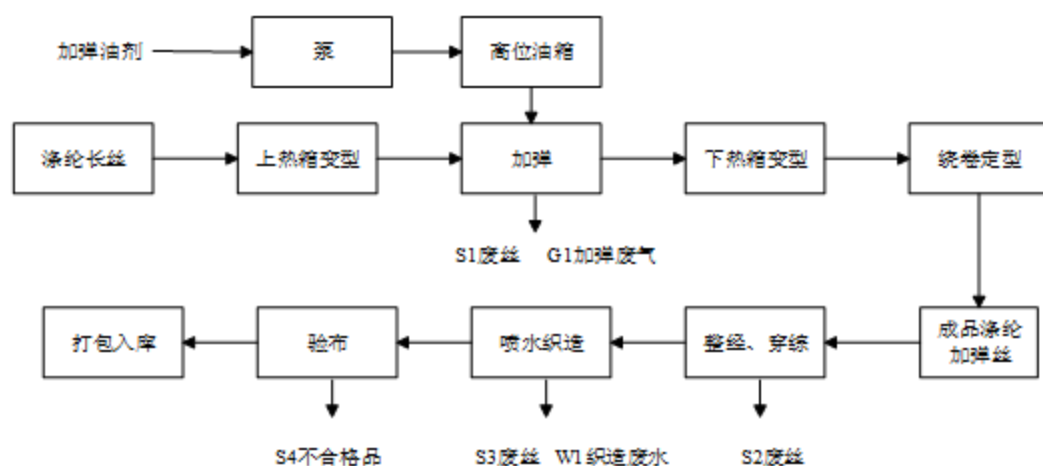 加弹油剂
泵
高位油箱
涤纶长丝
上热箱变型
加弹
下热箱变型
绕卷定型
S1废丝 G1加弹废气
打包入库
验布
喷水织造
整经、穿综
成品涤纶
加弹丝
S4不合格品
S3废丝 W1织造废水
S2废丝